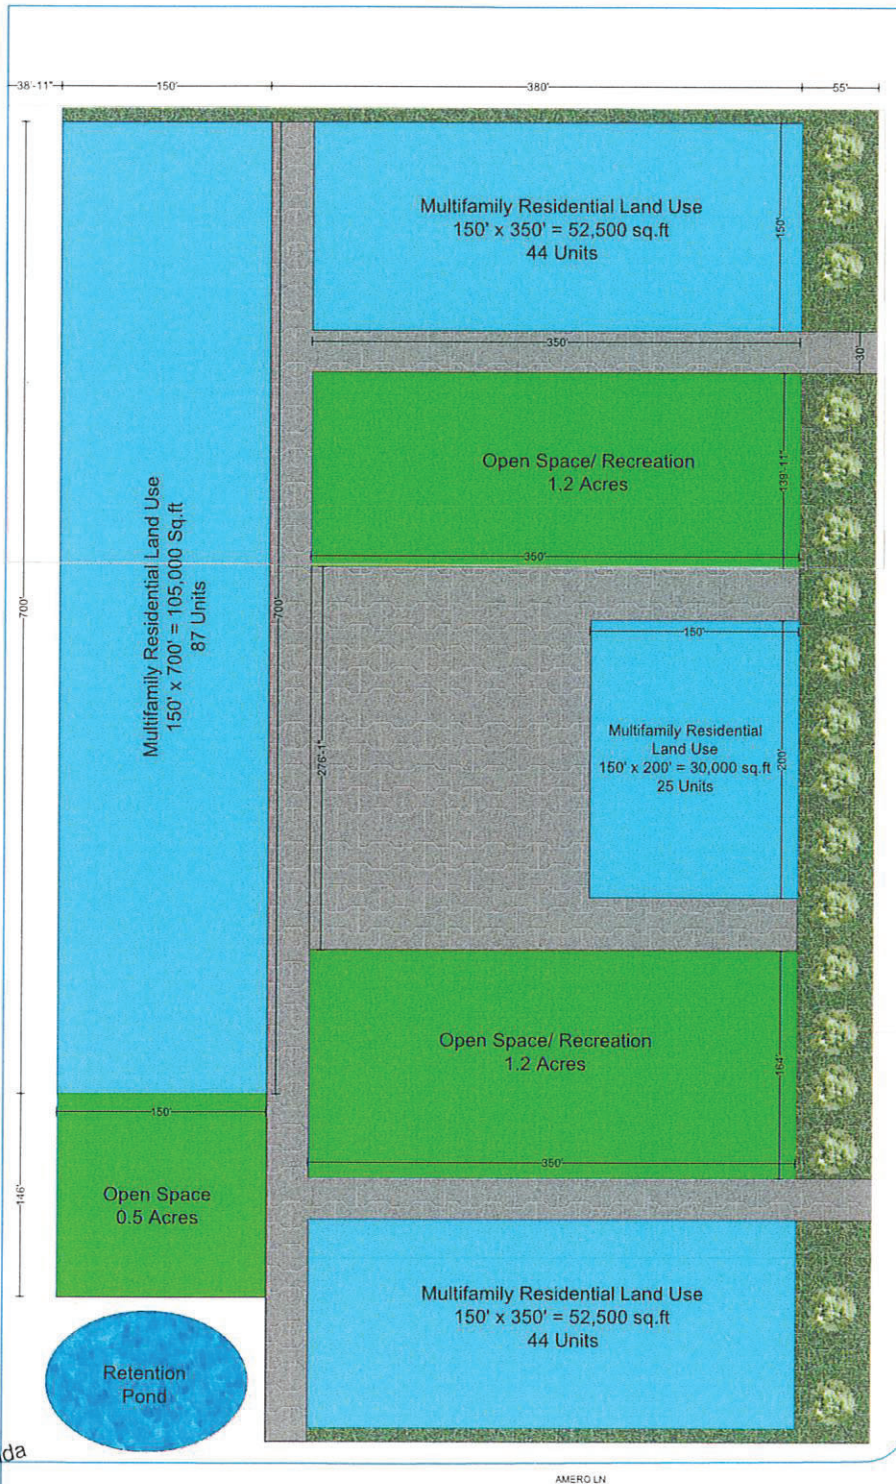 38'-11"
150'
380'
55'
Multifamily Residential Land Use
150' x 350' = 52,500 sq.ft
44 Units
150'
350'
30'
Open Space/ Recreation
1.2 Acres
139'-11"
350'
700'
Multifamily Residential Land Use
150' x 700' = 105,000 Sq.ft
87 Units
700'
276'-1"
150'
Multifamily Residential
Land Use
150' x 200' = 30,000 sq.ft
25 Units
200'
Open Space/ Recreation
1.2 Acres
164'
350'
150'
146'
Open Space
0.5 Acres
Multifamily Residential Land Use
150' x 350' = 52,500 sq.ft
44 Units
Retention
Pond
da
AMERO LN